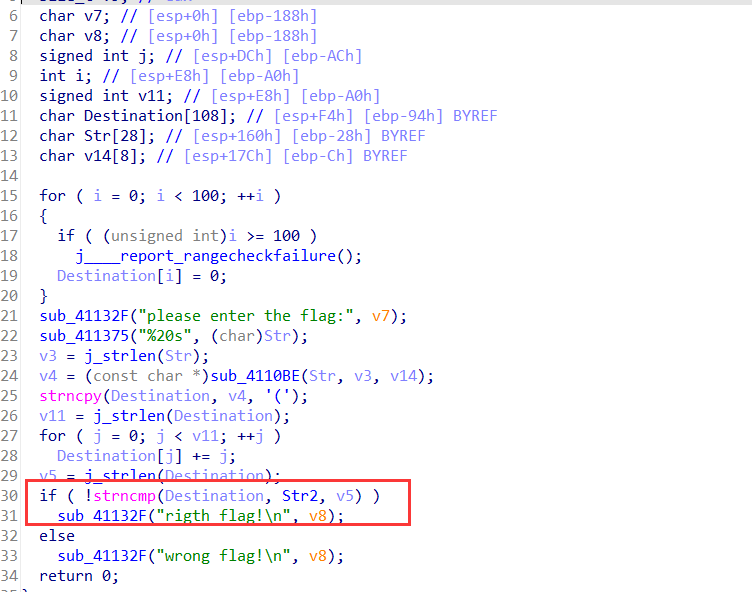 6 char v7; // [esp+0h] [ebp-188h]
7 char v8; // [esp+0h] [ebp-188h]
8 signed int j; // [esp+DCh] [ebp-ACh]
9 int i; // [esp+E8h] [ebp-A0h]
10 signed int v11; // [esp+E8h] [ebp-A0h]
11 char Destination[108]; // [esp+F4h] [ebp-94h] BYREF
12 char Str[28]; // [esp+160h] [ebp-28h] BYREF
13 char v14[8]; // [esp+17Ch] [ebp-Ch] BYREF
14
15 for ( i = 0; i < 100; ++i )
16 {
17 if ( (unsigned int)i >= 100 )
18 j____report_rangecheckfailure();
19 Destination[i] = 0;
20 }
21 sub_41132F("please enter the flag:", v7);
22 sub_411375("%20s", (char)Str);
23 v3 = j_strlen(Str);
24 v4 = (const char *)sub_4110BE(Str, v3, v14);
25 strncpy(Destination, v4, '(');
26 v11 = j_strlen(Destination);
27 for ( j = 0; j < v11; ++j )
28 Destination[j] += j;
29 v5 = j_strlen(Destination);
30 if ( !strncmp(Destination, Str2, v5) )
31 sub_41132F("rigth flag!\n", v8);
32 else
33 sub_41132F("wrong flag!\n", v8);
34 return 0;